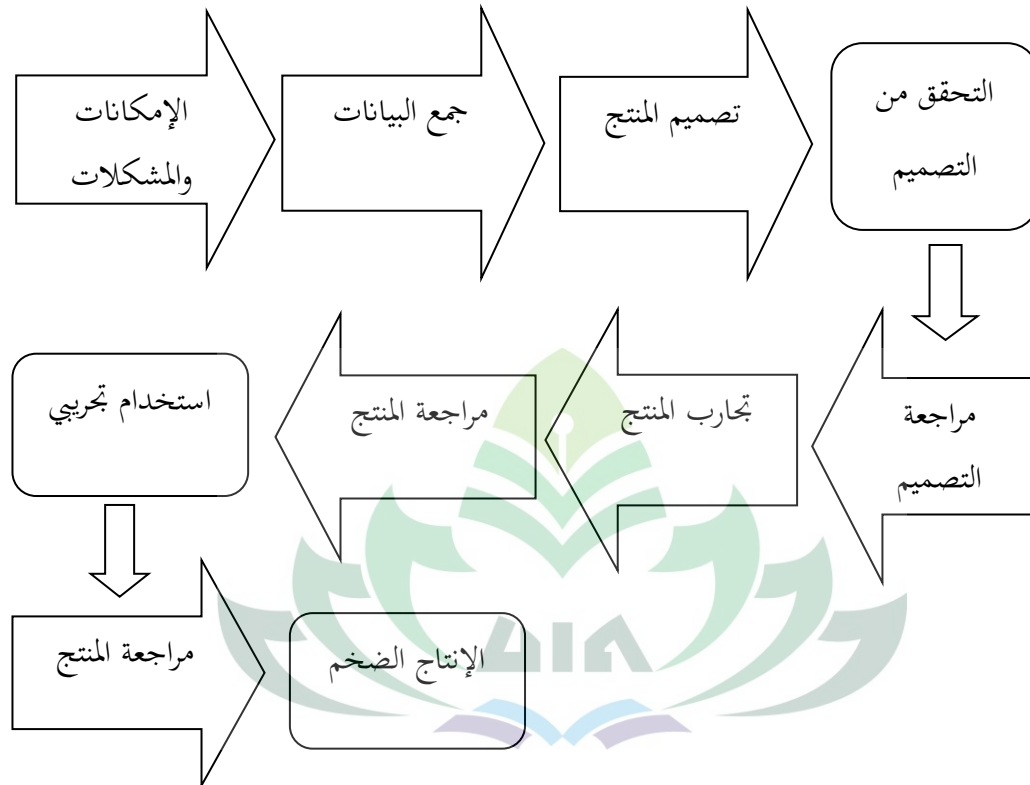 الإمكانات
والمشكلات
جمع البيانات
تصميم المنتج
التحقق من
التصميم
مراجعة
التصميم
تجارب المنتج
مراجعة المنتج
استخدام تجريبي
مراجعة المنتج
الإنتاج الضخم
UIN